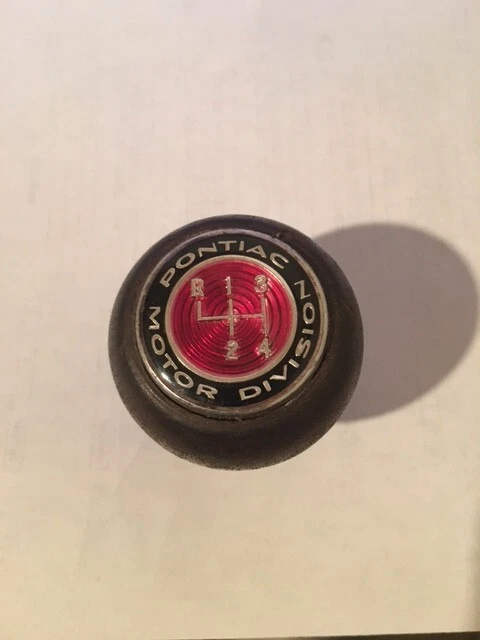 PONTIAC
MOTOR DIVISION
R 1 3
2 4